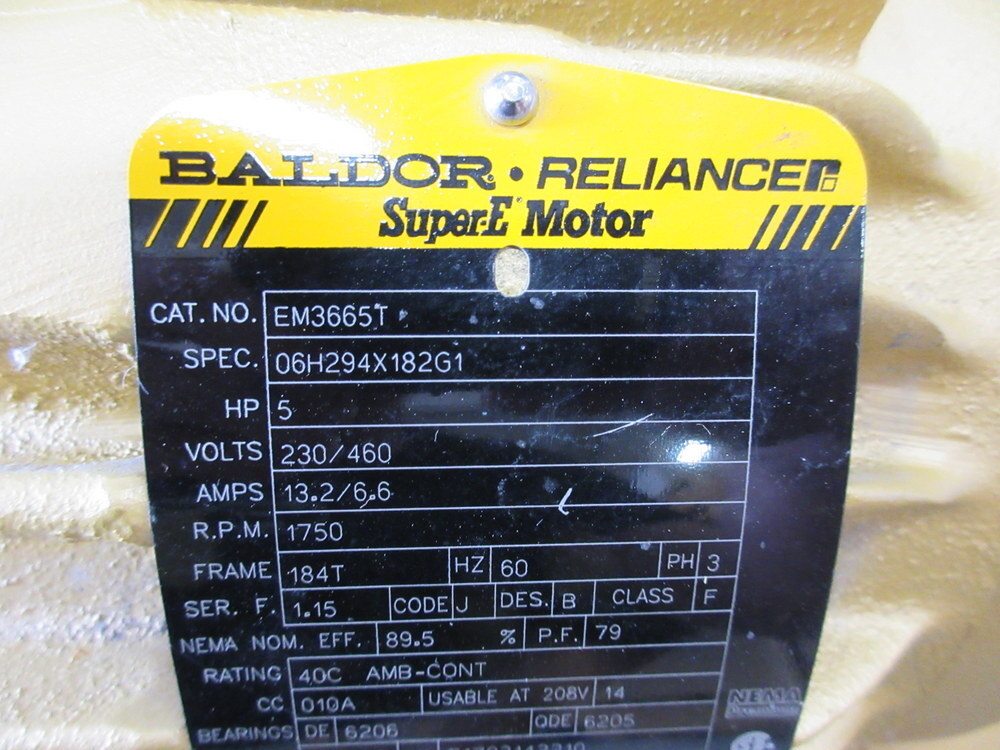 BALDOR · RELIANCER
Super-E Motor
CAT. NO. EM3665T
SPEC. 06H294X182G1
HP 5
VOLTS 230/460
AMPS 13.2/6.6
R.P.M. 1750
FRAME 184T HZ 60 PH 3
SER. F. 1.15 CODE J DES. B CLASS F
NEMA NOM. EFF. 89.5 % P.F. 79
RATING 40C AMB-CONT
CC 010A USABLE AT 208V 14
NEMA
BEARINGS DE 6206 ODE 6205